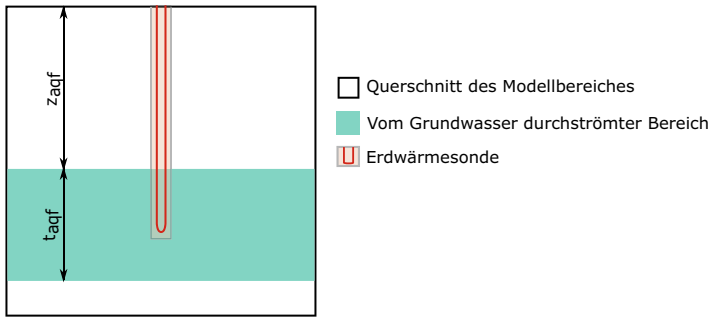 zaqf
taqf
Querschnitt des Modellbereiches
Vom Grundwasser durchströmter Bereich
Erdwärmesonde